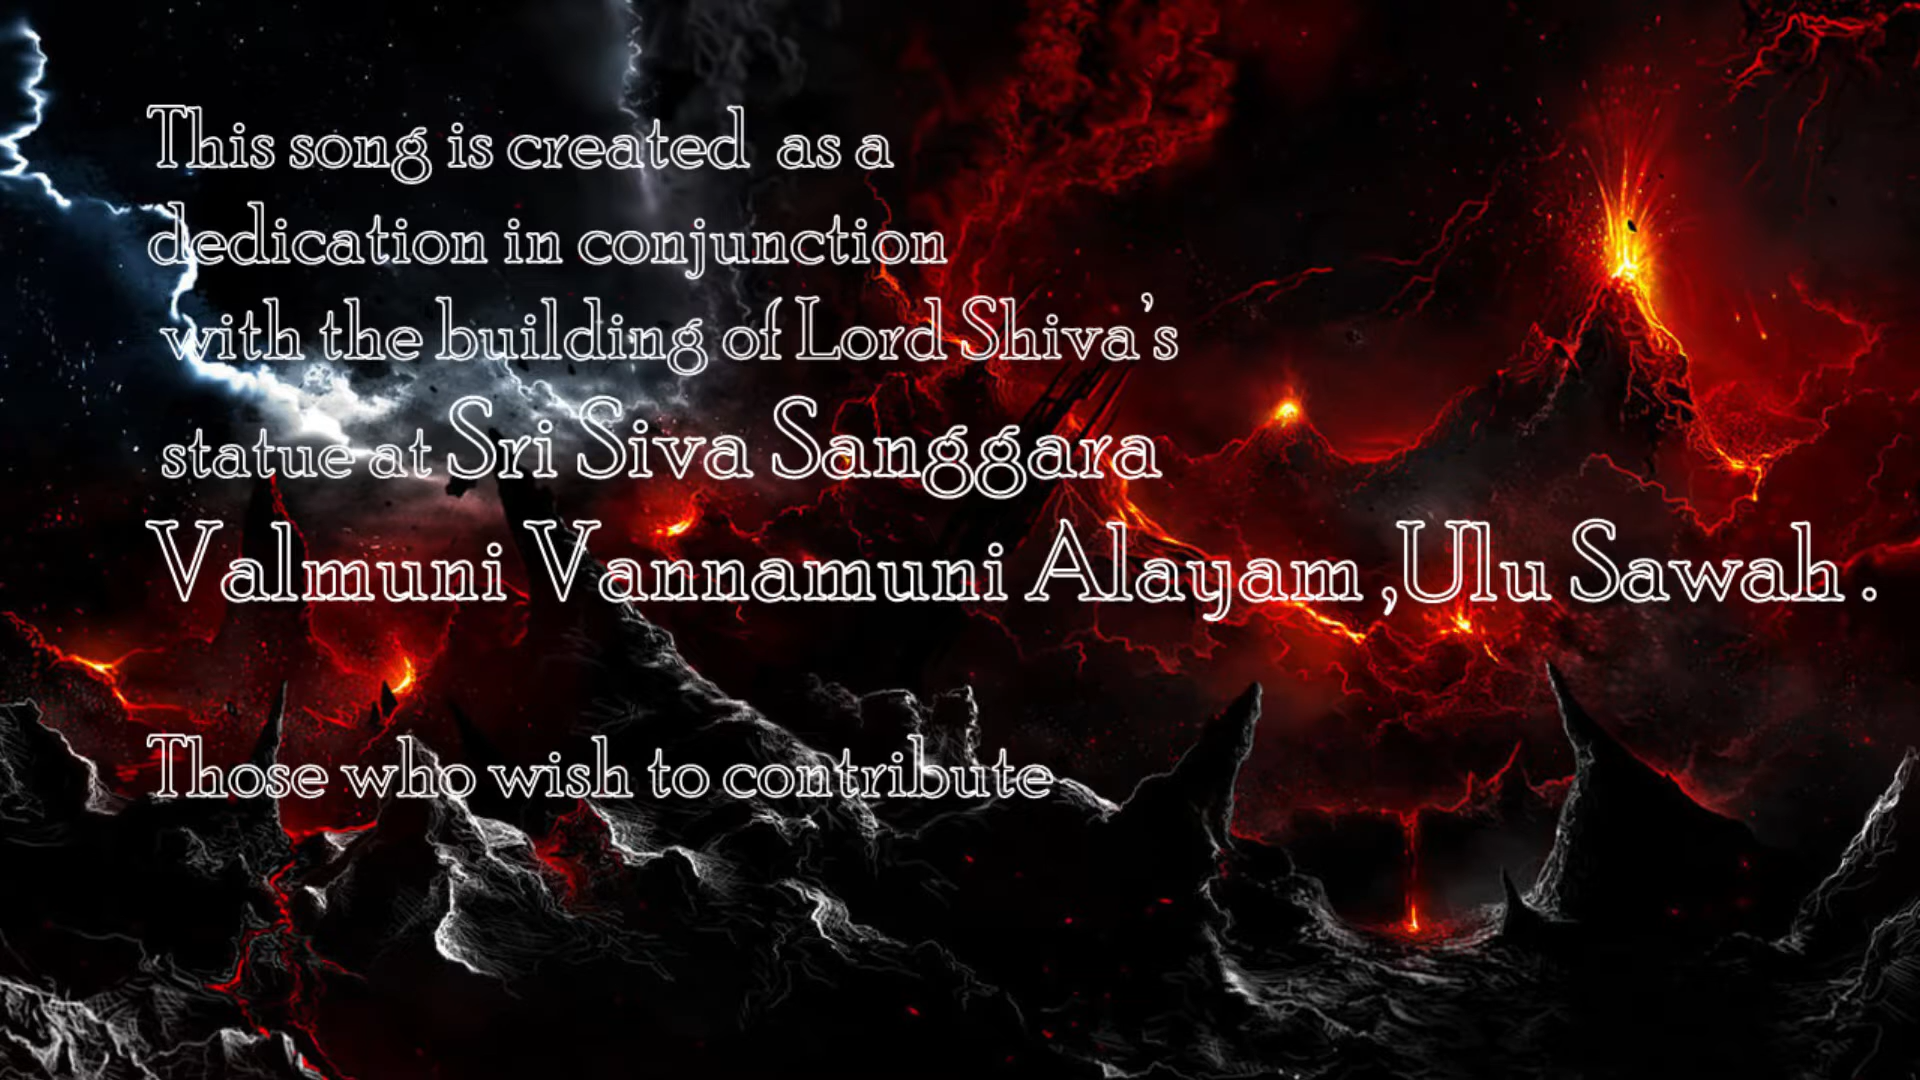 This song is created as a
dedication in conjunction
with the building of Lord Shiva's
statue at Sri Siva Sanggara
Valmuni Vannamuni Alayam ,Ulu Sawah .
Those who wish to contribute